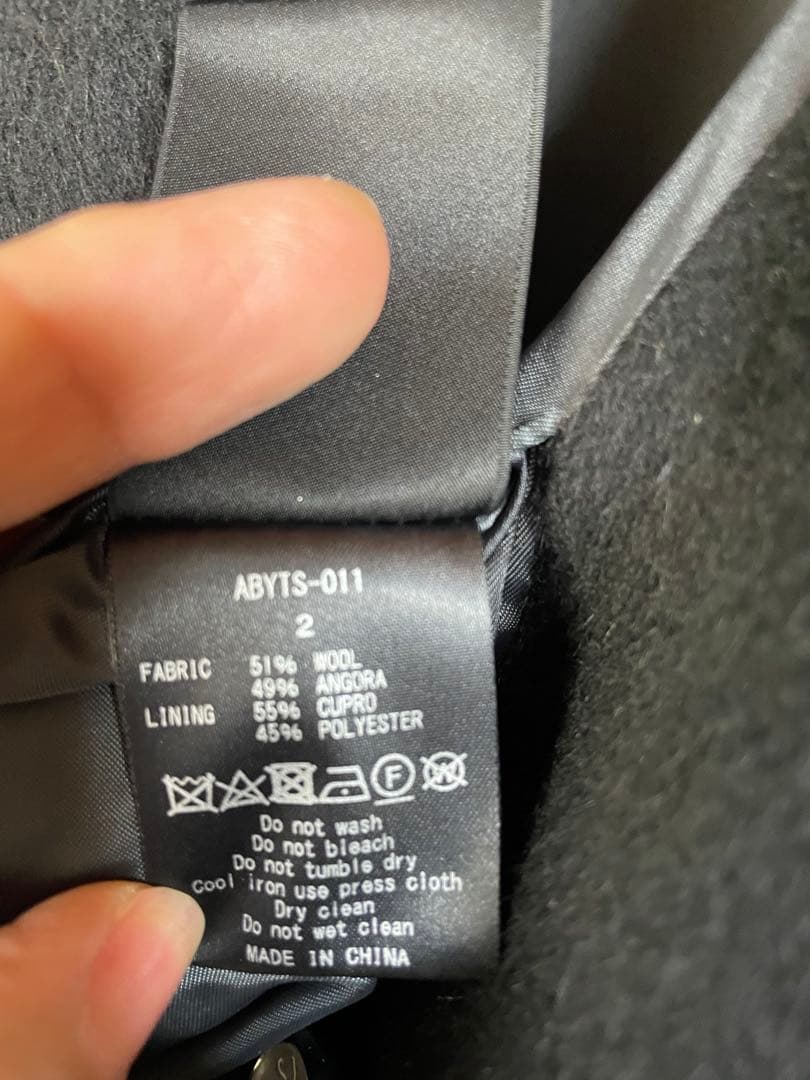 ABYTS-011
2
FABRIC 51% WOOL
49% ANGORA
LINING 55% CUPRO
45% POLYESTER
F W
Do not wash
Do not bleach
Do not tumble dry
Cool iron use press cloth
Dry clean
Do not wet clean
MADE IN CHINA